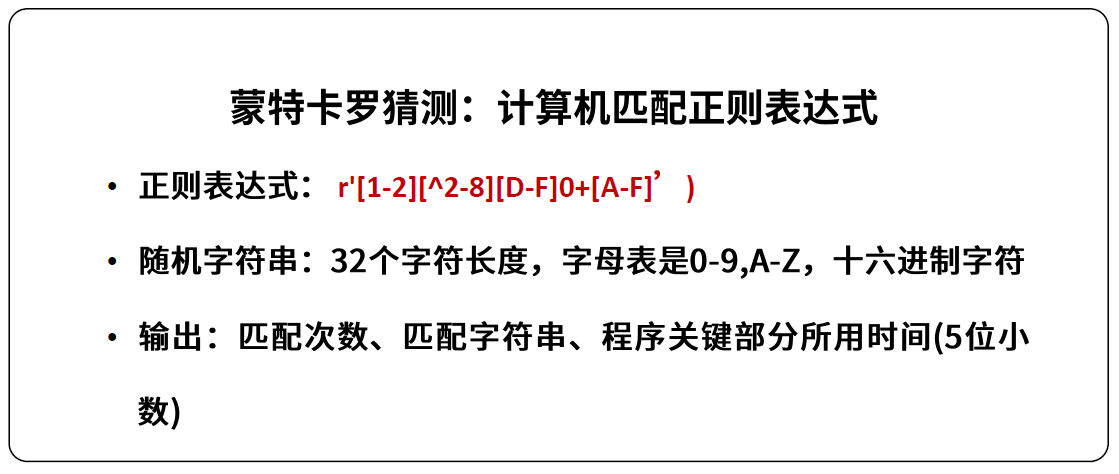 蒙特卡罗猜测：计算机匹配正则表达式
• 正则表达式： r'[1-2][^2-8][D-F]0+[A-F]’)
• 随机字符串：32个字符长度，字母表是0-9,A-Z，十六进制字符
• 输出：匹配次数、匹配字符串、程序关键部分所用时间(5位小
数)